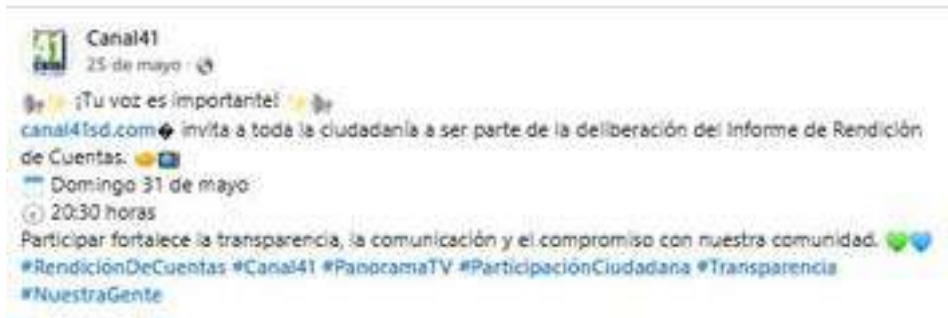 Canal41
25 de mayo
¡Tu voz es importante!
canal41sd.com� invita a toda la ciudadanía a ser parte de la deliberación del Informe de Rendición
de Cuentas.
Domingo 31 de mayo
20:30 horas
Participar fortalece la transparencia, la comunicación y el compromiso con nuestra comunidad. 💚💙
#RendiciónDeCuentas #Canal41 #PanoramaTV #ParticipaciónCiudadana #Transparencia
#NuestraGente